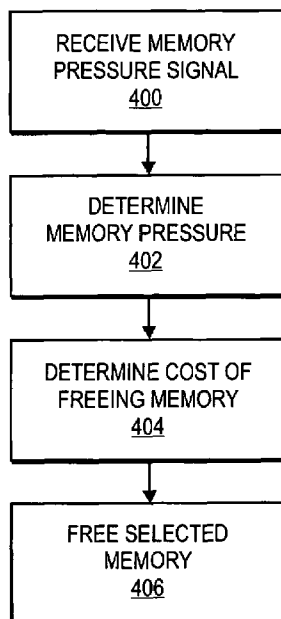 RECEIVE MEMORY
PRESSURE SIGNAL
400
DETERMINE
MEMORY PRESSURE
402
DETERMINE COST OF
FREEING MEMORY
404
FREE SELECTED
MEMORY
406